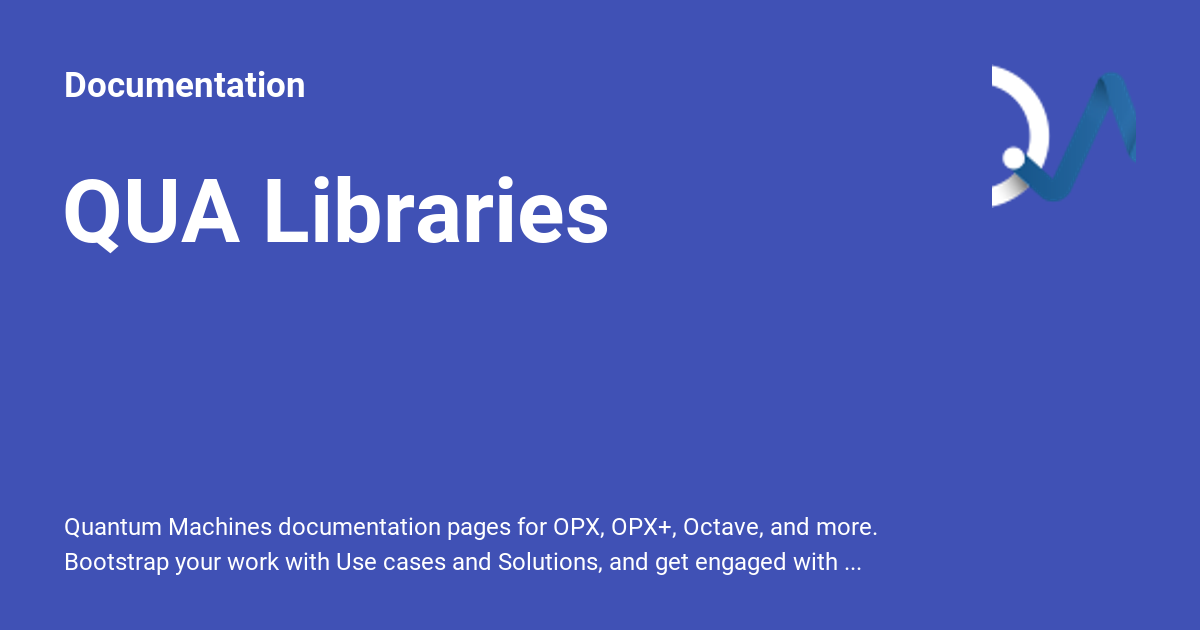 Documentation
QUA Libraries
Quantum Machines documentation pages for OPX, OPX+, Octave, and more.
Bootstrap your work with Use cases and Solutions, and get engaged with ...